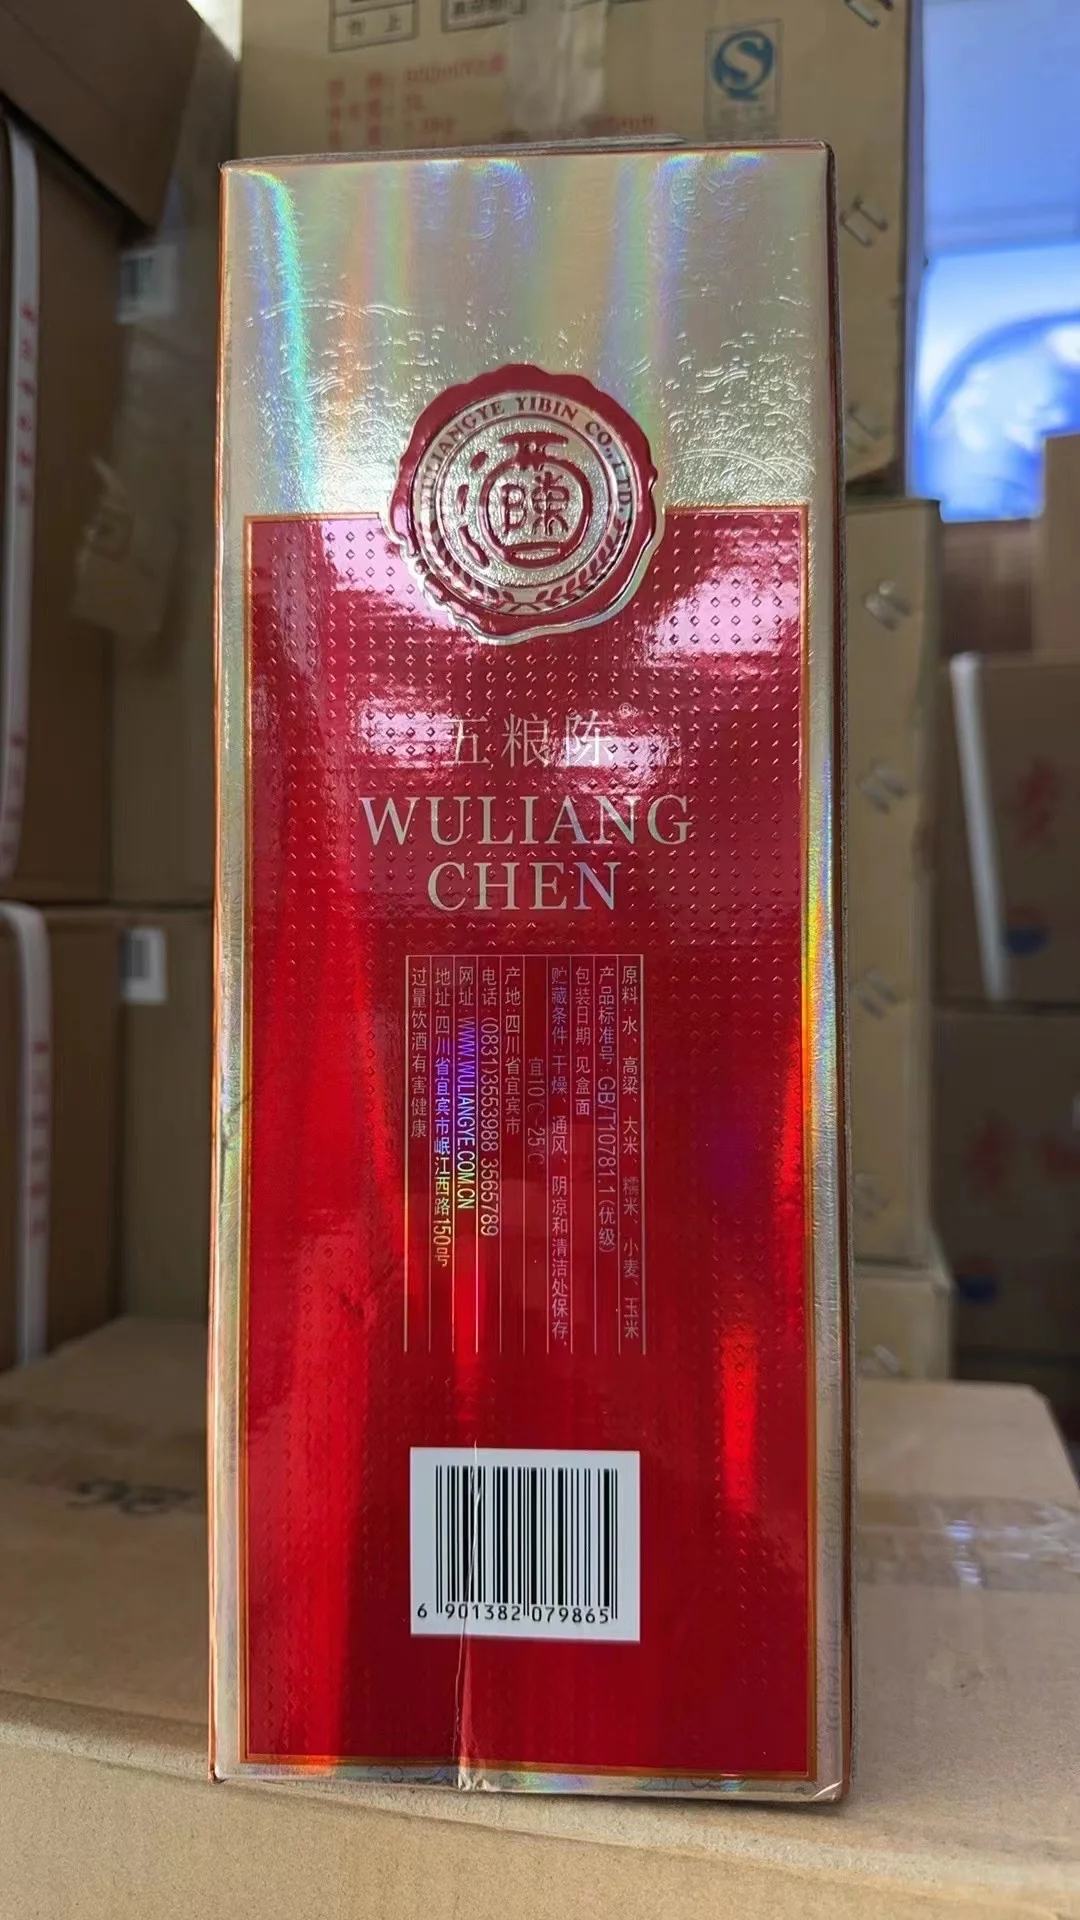 WULIANGYE YIBIN CO., LTD.
五粮陈®
WULIANG
CHEN
原料:水、高粱、大米、糯米、小麦、玉米
产品标准号:GB/T10781.1(优级)
包装日期:见盒面
贮藏条件:干燥、通风、阴凉和清洁处保存,
宜10℃-25℃
产地:四川省宜宾市
电话:(0831)3553988 3565789
网址:WWW.WULIANGYE.COM.CN
地址:四川省宜宾市岷江西路150号
过量饮酒有害健康
6 901382 079865